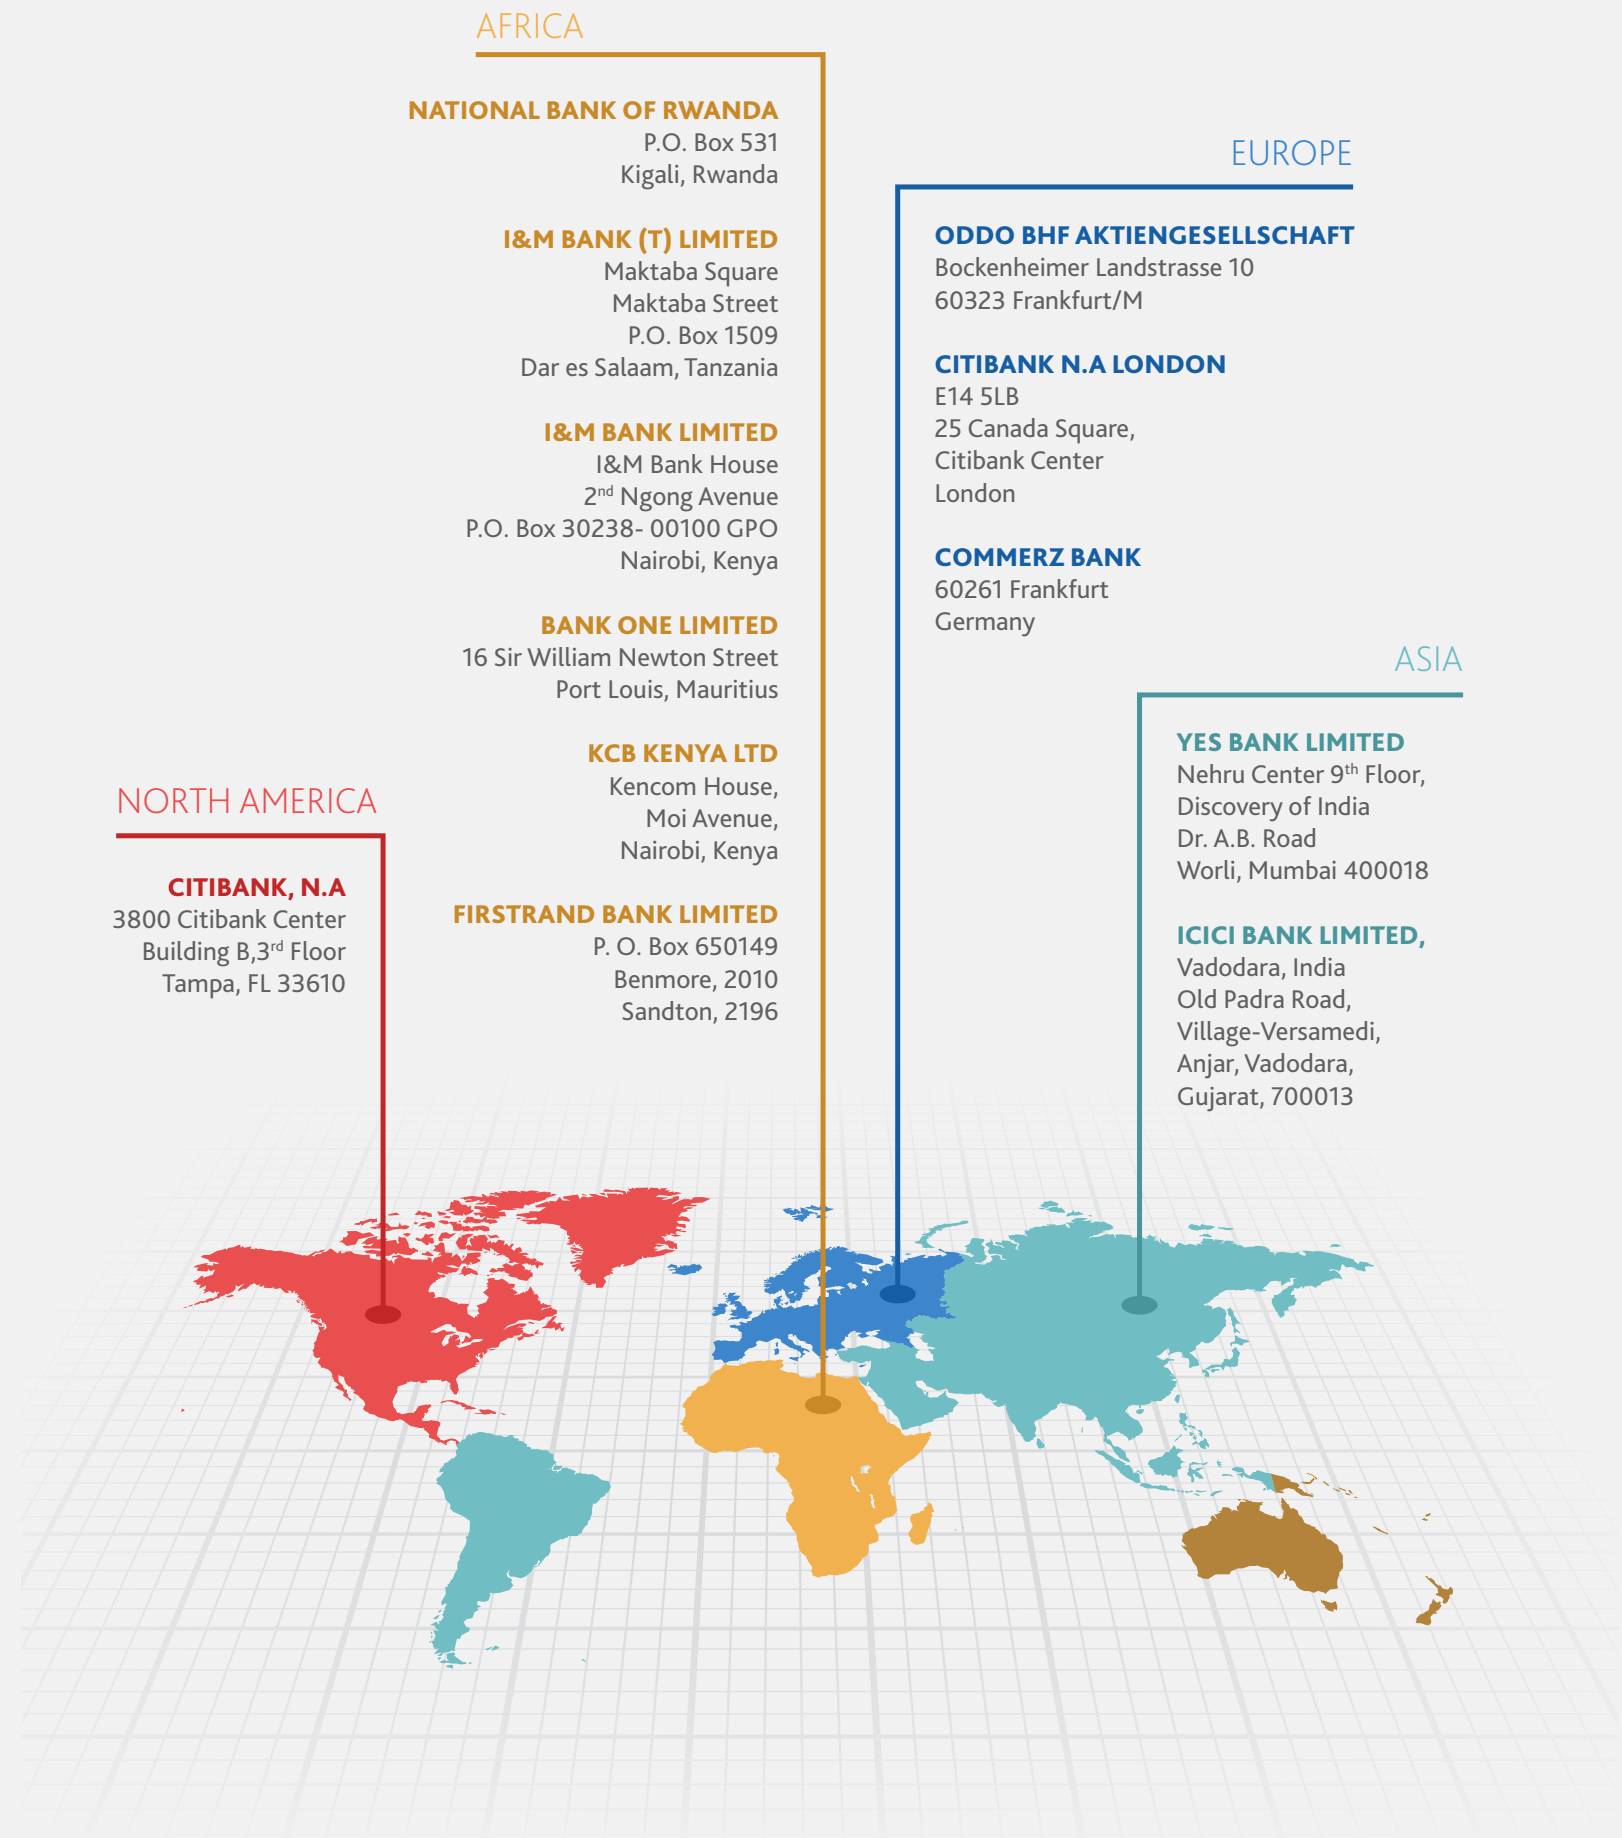 AFRICA
NATIONAL BANK OF RWANDA
P.O. Box 531
Kigali, Rwanda
I&M BANK (T) LIMITED
Maktaba Square
Maktaba Street
P.O. Box 1509
Dar es Salaam, Tanzania
I&M BANK LIMITED
I&M Bank House
2nd Ngong Avenue
P.O. Box 30238- 00100 GPO
Nairobi, Kenya
BANK ONE LIMITED
16 Sir William Newton Street
Port Louis, Mauritius
KCB KENYA LTD
Kencom House,
Moi Avenue,
Nairobi, Kenya
FIRSTRAND BANK LIMITED
P. O. Box 650149
Benmore, 2010
Sandton, 2196
EUROPE
ODDO BHF AKTIENGESELLSCHAFT
Bockenheimer Landstrasse 10
60323 Frankfurt/M
CITIBANK N.A LONDON
E14 5LB
25 Canada Square,
Citibank Center
London
COMMERZ BANK
60261 Frankfurt
Germany
ASIA
YES BANK LIMITED
Nehru Center 9th Floor,
Discovery of India
Dr. A.B. Road
Worli, Mumbai 400018
ICICI BANK LIMITED,
Vadodara, India
Old Padra Road,
Village-Versamedi,
Anjar, Vadodara,
Gujarat, 700013
NORTH AMERICA
CITIBANK, N.A
3800 Citibank Center
Building B,3rd Floor
Tampa, FL 33610